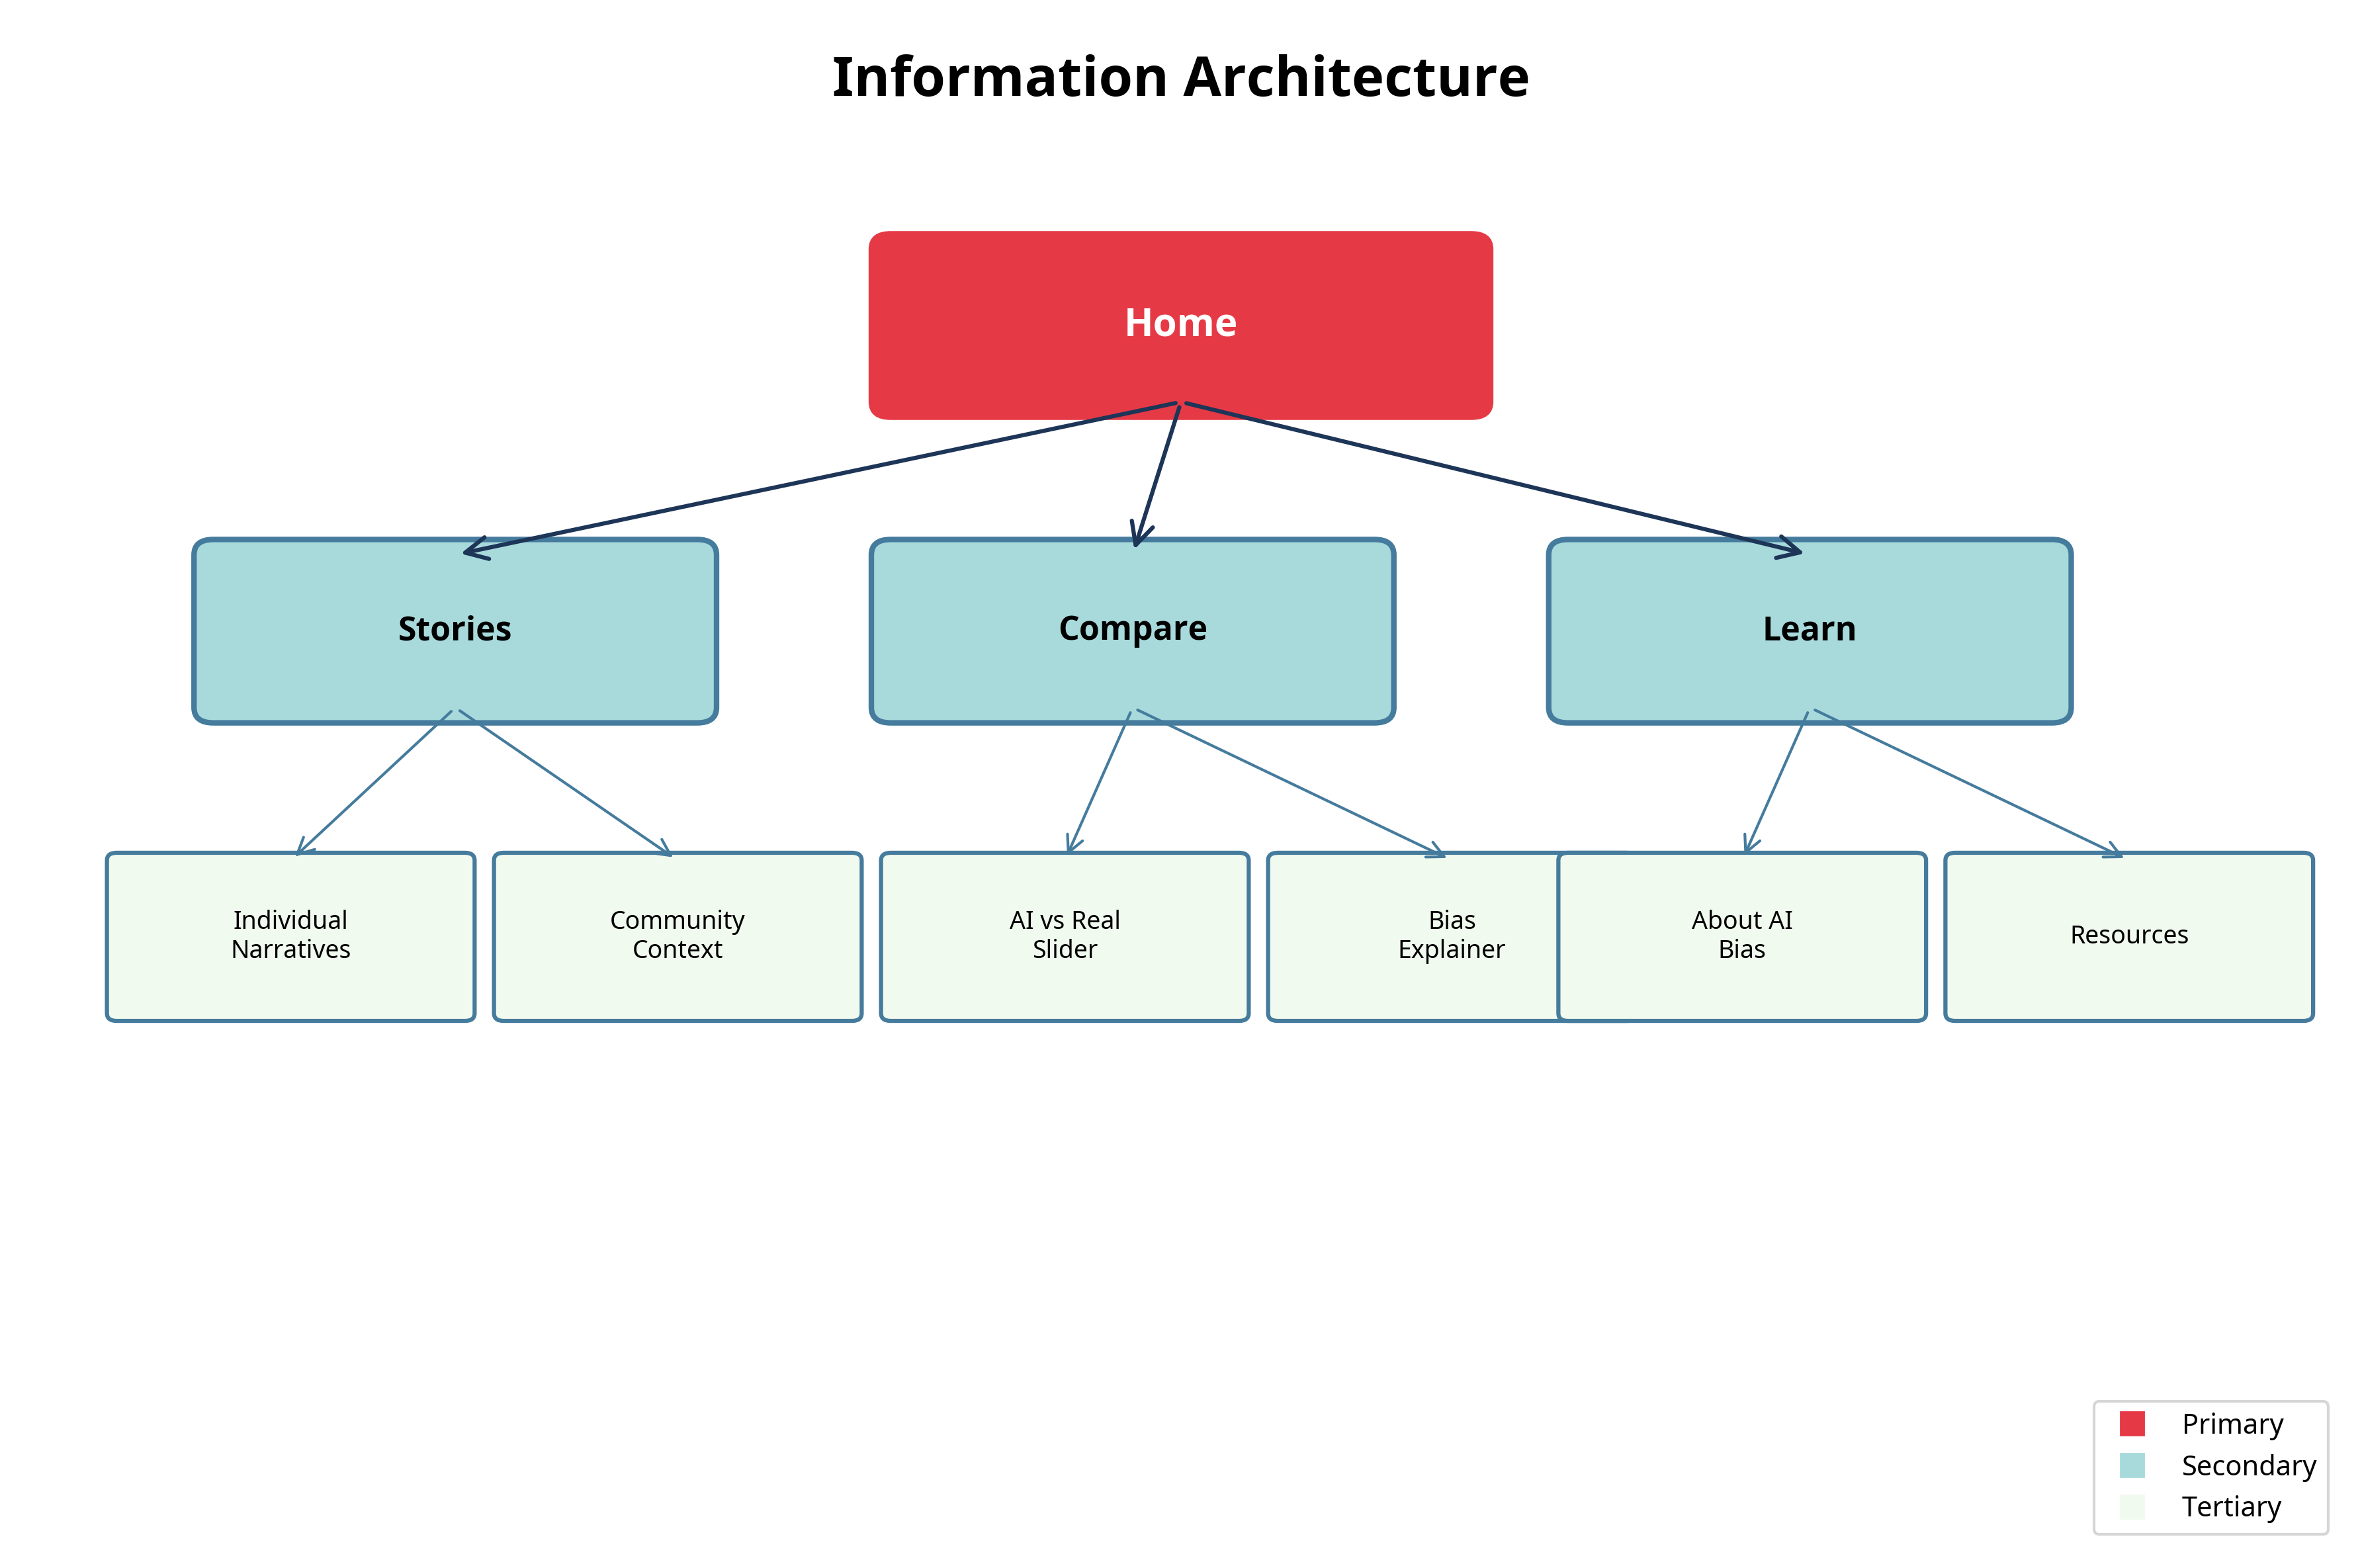 Information Architecture
Home
Stories
Compare
Learn
Individual
Narratives
Community
Context
AI vs Real
Slider
Bias
Explainer
About AI
Bias
Resources
Primary
Secondary
Tertiary